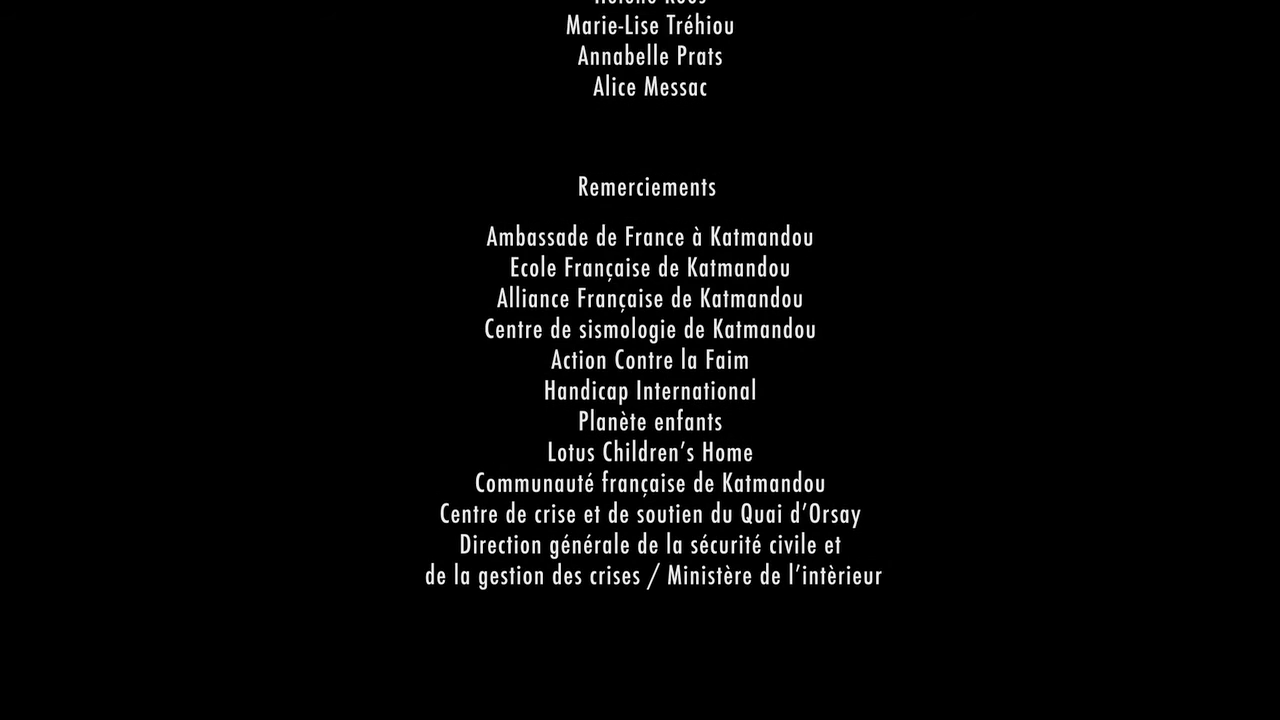 Marie-Lise Tréhiou
Annabelle Prats
Alice Messac
Remerciements
Ambassade de France à Katmandou
Ecole Française de Katmandou
Alliance Française de Katmandou
Centre de sismologie de Katmandou
Action Contre la Faim
Handicap International
Planète enfants
Lotus Children’s Home
Communauté française de Katmandou
Centre de crise et de soutien du Quai d’Orsay
Direction générale de la sécurité civile et
de la gestion des crises / Ministère de l’intèrieur